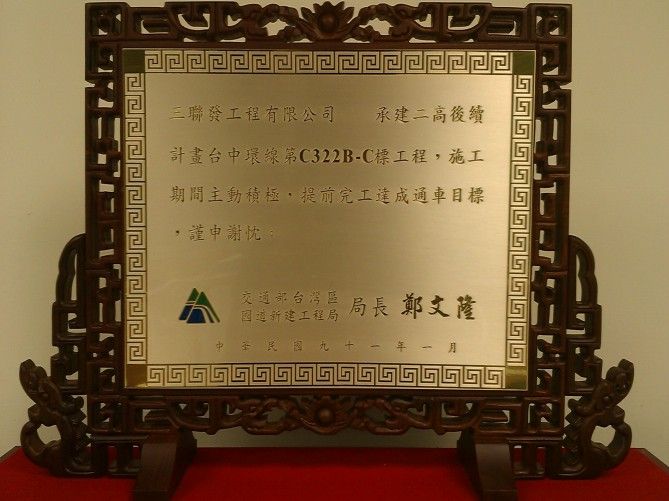 三聯發工程有限公司 承建二高後續
計畫台中環線第C322B-C標工程，施工
期間主動積極，提前完工達成通車目標
，謹申謝忱：
交通部台灣區
國道新建工程局 局長 鄭文隆
中華民國九十一年一月